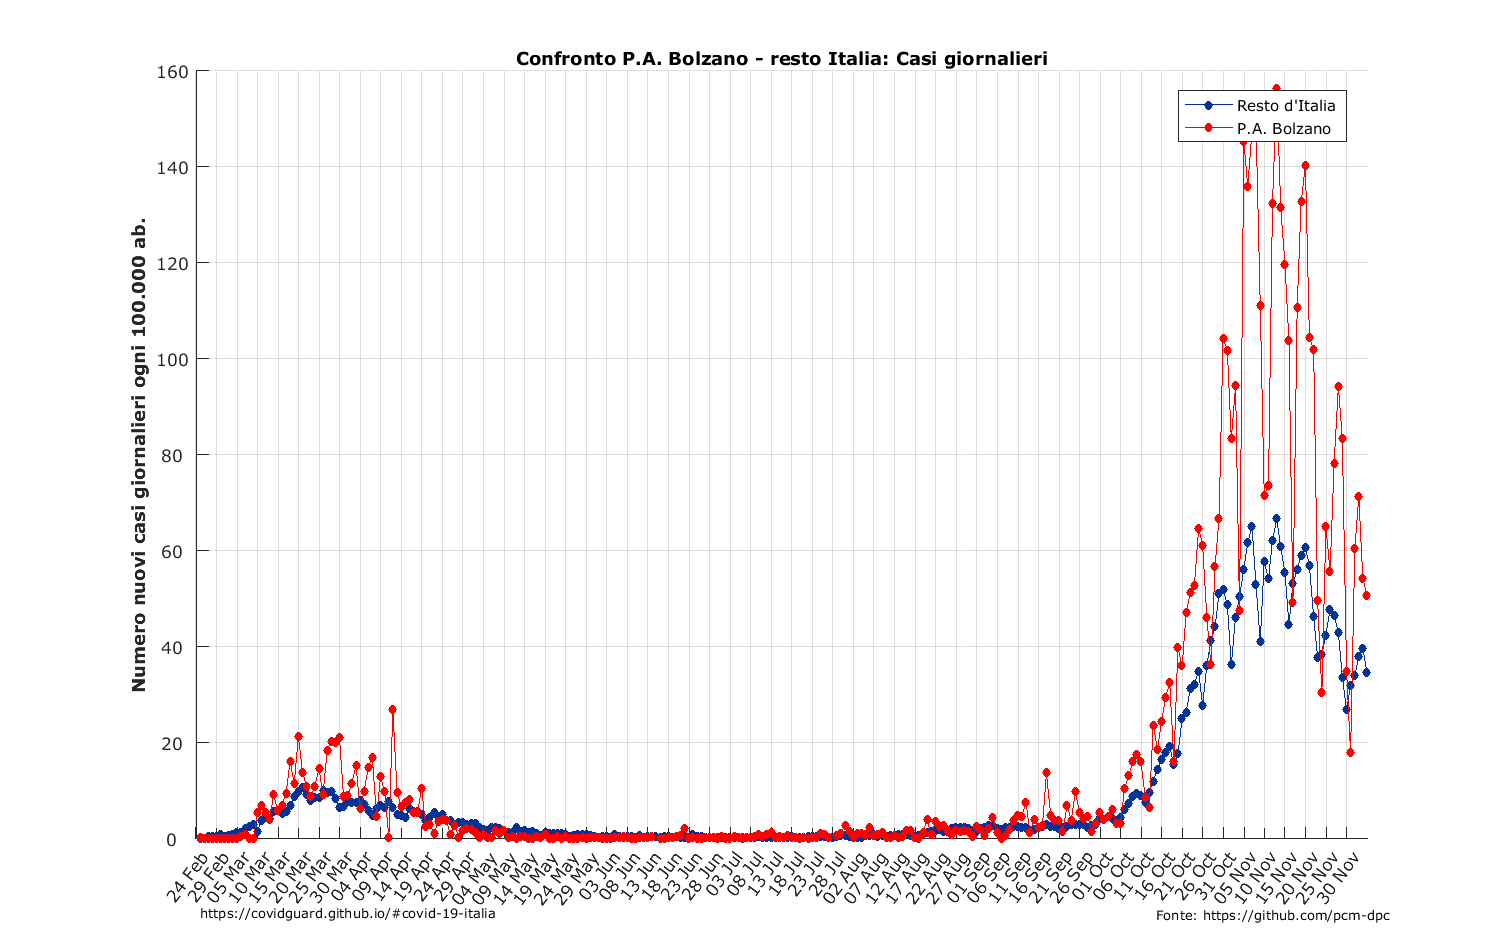 Confronto P.A. Bolzano - resto Italia: Casi giornalieri
Resto d'Italia
P.A. Bolzano
Numero nuovi casi giornalieri ogni 100.000 ab.
160
140
120
100
80
60
40
20
0
24 Feb
29 Feb
05 Mar
10 Mar
15 Mar
20 Mar
25 Mar
30 Mar
04 Apr
09 Apr
14 Apr
19 Apr
24 Apr
29 Apr
04 May
09 May
14 May
19 May
24 May
29 May
03 Jun
08 Jun
13 Jun
18 Jun
23 Jun
28 Jun
03 Jul
08 Jul
13 Jul
18 Jul
23 Jul
28 Jul
02 Aug
07 Aug
12 Aug
17 Aug
22 Aug
27 Aug
01 Sep
06 Sep
11 Sep
16 Sep
21 Sep
26 Sep
01 Oct
06 Oct
11 Oct
16 Oct
21 Oct
26 Oct
31 Oct
05 Nov
10 Nov
15 Nov
20 Nov
25 Nov
30 Nov
https://covidguard.github.io/#covid-19-italia
Fonte: https://github.com/pcm-dpc